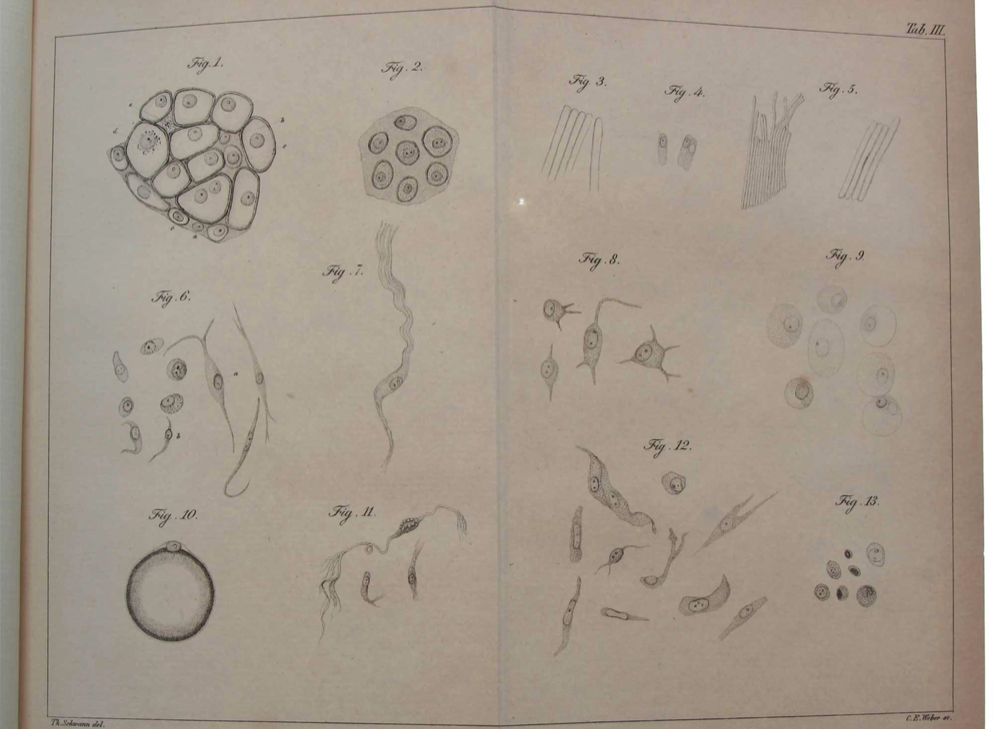 Tab. III.
Fig. 1.
Fig. 2.
Fig. 3.
Fig. 4.
Fig. 5.
Fig. 6.
a
b
Fig. 7.
Fig. 8.
Fig. 9.
Fig. 10.
Fig. 11.
Fig. 12.
Fig. 13.
Th. Schwann del.
C. E. Weber sc.